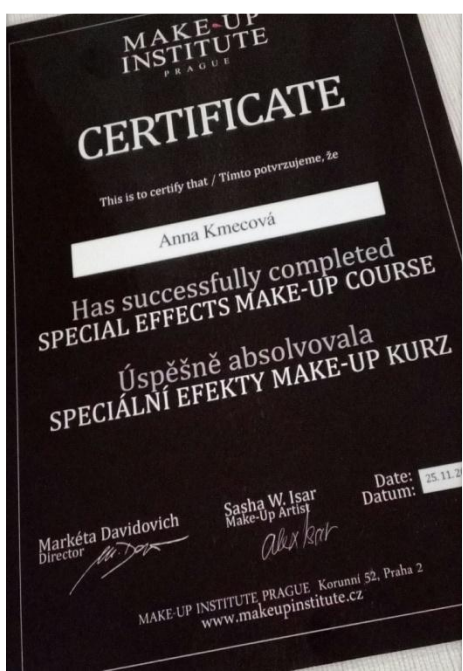 MAKE-UP
INSTITUTE
PRAGUE
CERTIFICATE
This is to certify that / Tímto potvrzujeme, že
Anna Kmecová
Has successfully completed
SPECIAL EFFECTS MAKE-UP COURSE
Úspěšně absolvovala
SPECIÁLNÍ EFEKTY MAKE-UP KURZ
Markéta Davidovich
Director
Sasha W. Isar
Make-Up Artist
Date:
Datum:
25. 11.
MAKE-UP INSTITUTE PRAGUE Korunní 52, Praha 2
www.makeupinstitute.cz